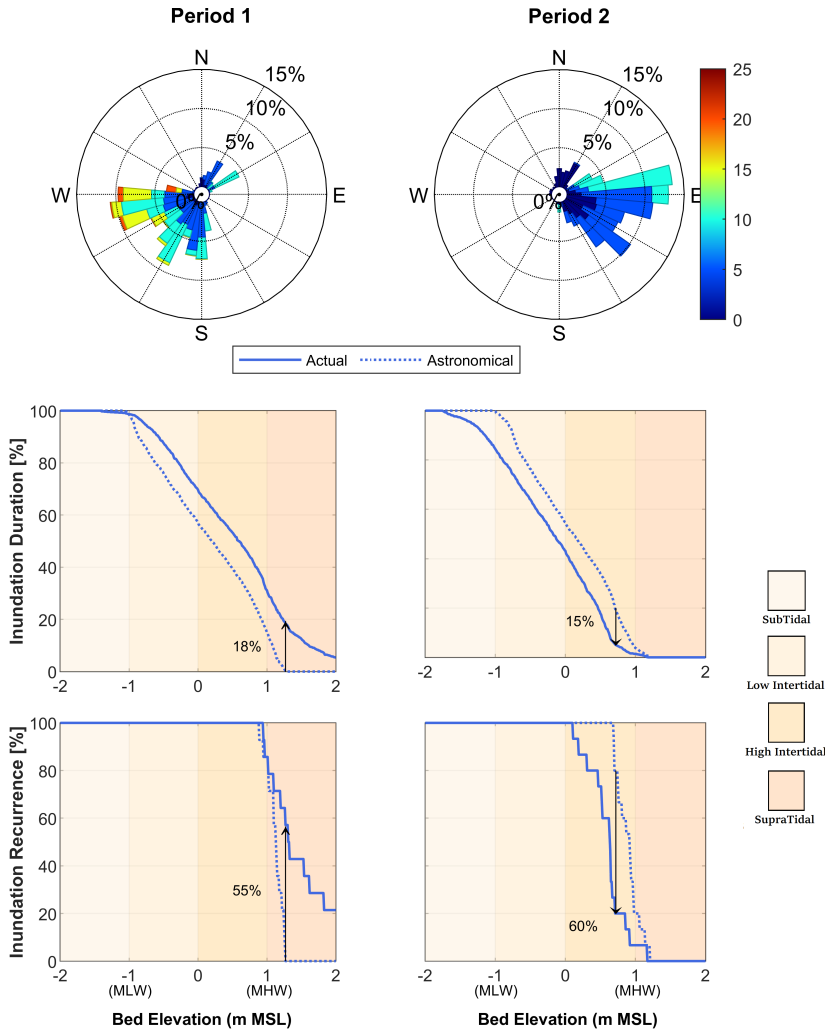 Period 1
Period 2
N
15%
10%
5%
0%
W
E
S
N
15%
10%
5%
0%
W
E
S
25
20
15
10
5
0
Actual
Astronomical
Inundation Duration [%]
100
80
60
40
20
0
18%
-2
-1
0
1
2
15%
-2
-1
0
1
2
Inundation Recurrence [%]
100
80
60
40
20
0
55%
-2
-1
0
1
2
(MLW)
(MHW)
Bed Elevation (m MSL)
60%
-2
-1
0
1
2
(MLW)
(MHW)
Bed Elevation (m MSL)
SubTidal
Low Intertidal
High Intertidal
SupraTidal